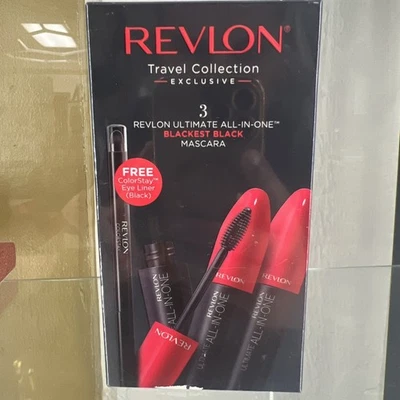 REVLON®
Travel Collection
EXCLUSIVE
3
REVLON ULTIMATE ALL-IN-ONE™
BLACKEST BLACK
MASCARA
FREE
ColorStay™
Eye Liner
(Black)
REVLON
REVLON
ALL-IN-ONE
REVLON
ULTIMATE ALL-IN-ONE
REVLON
ALL-IN-ONE